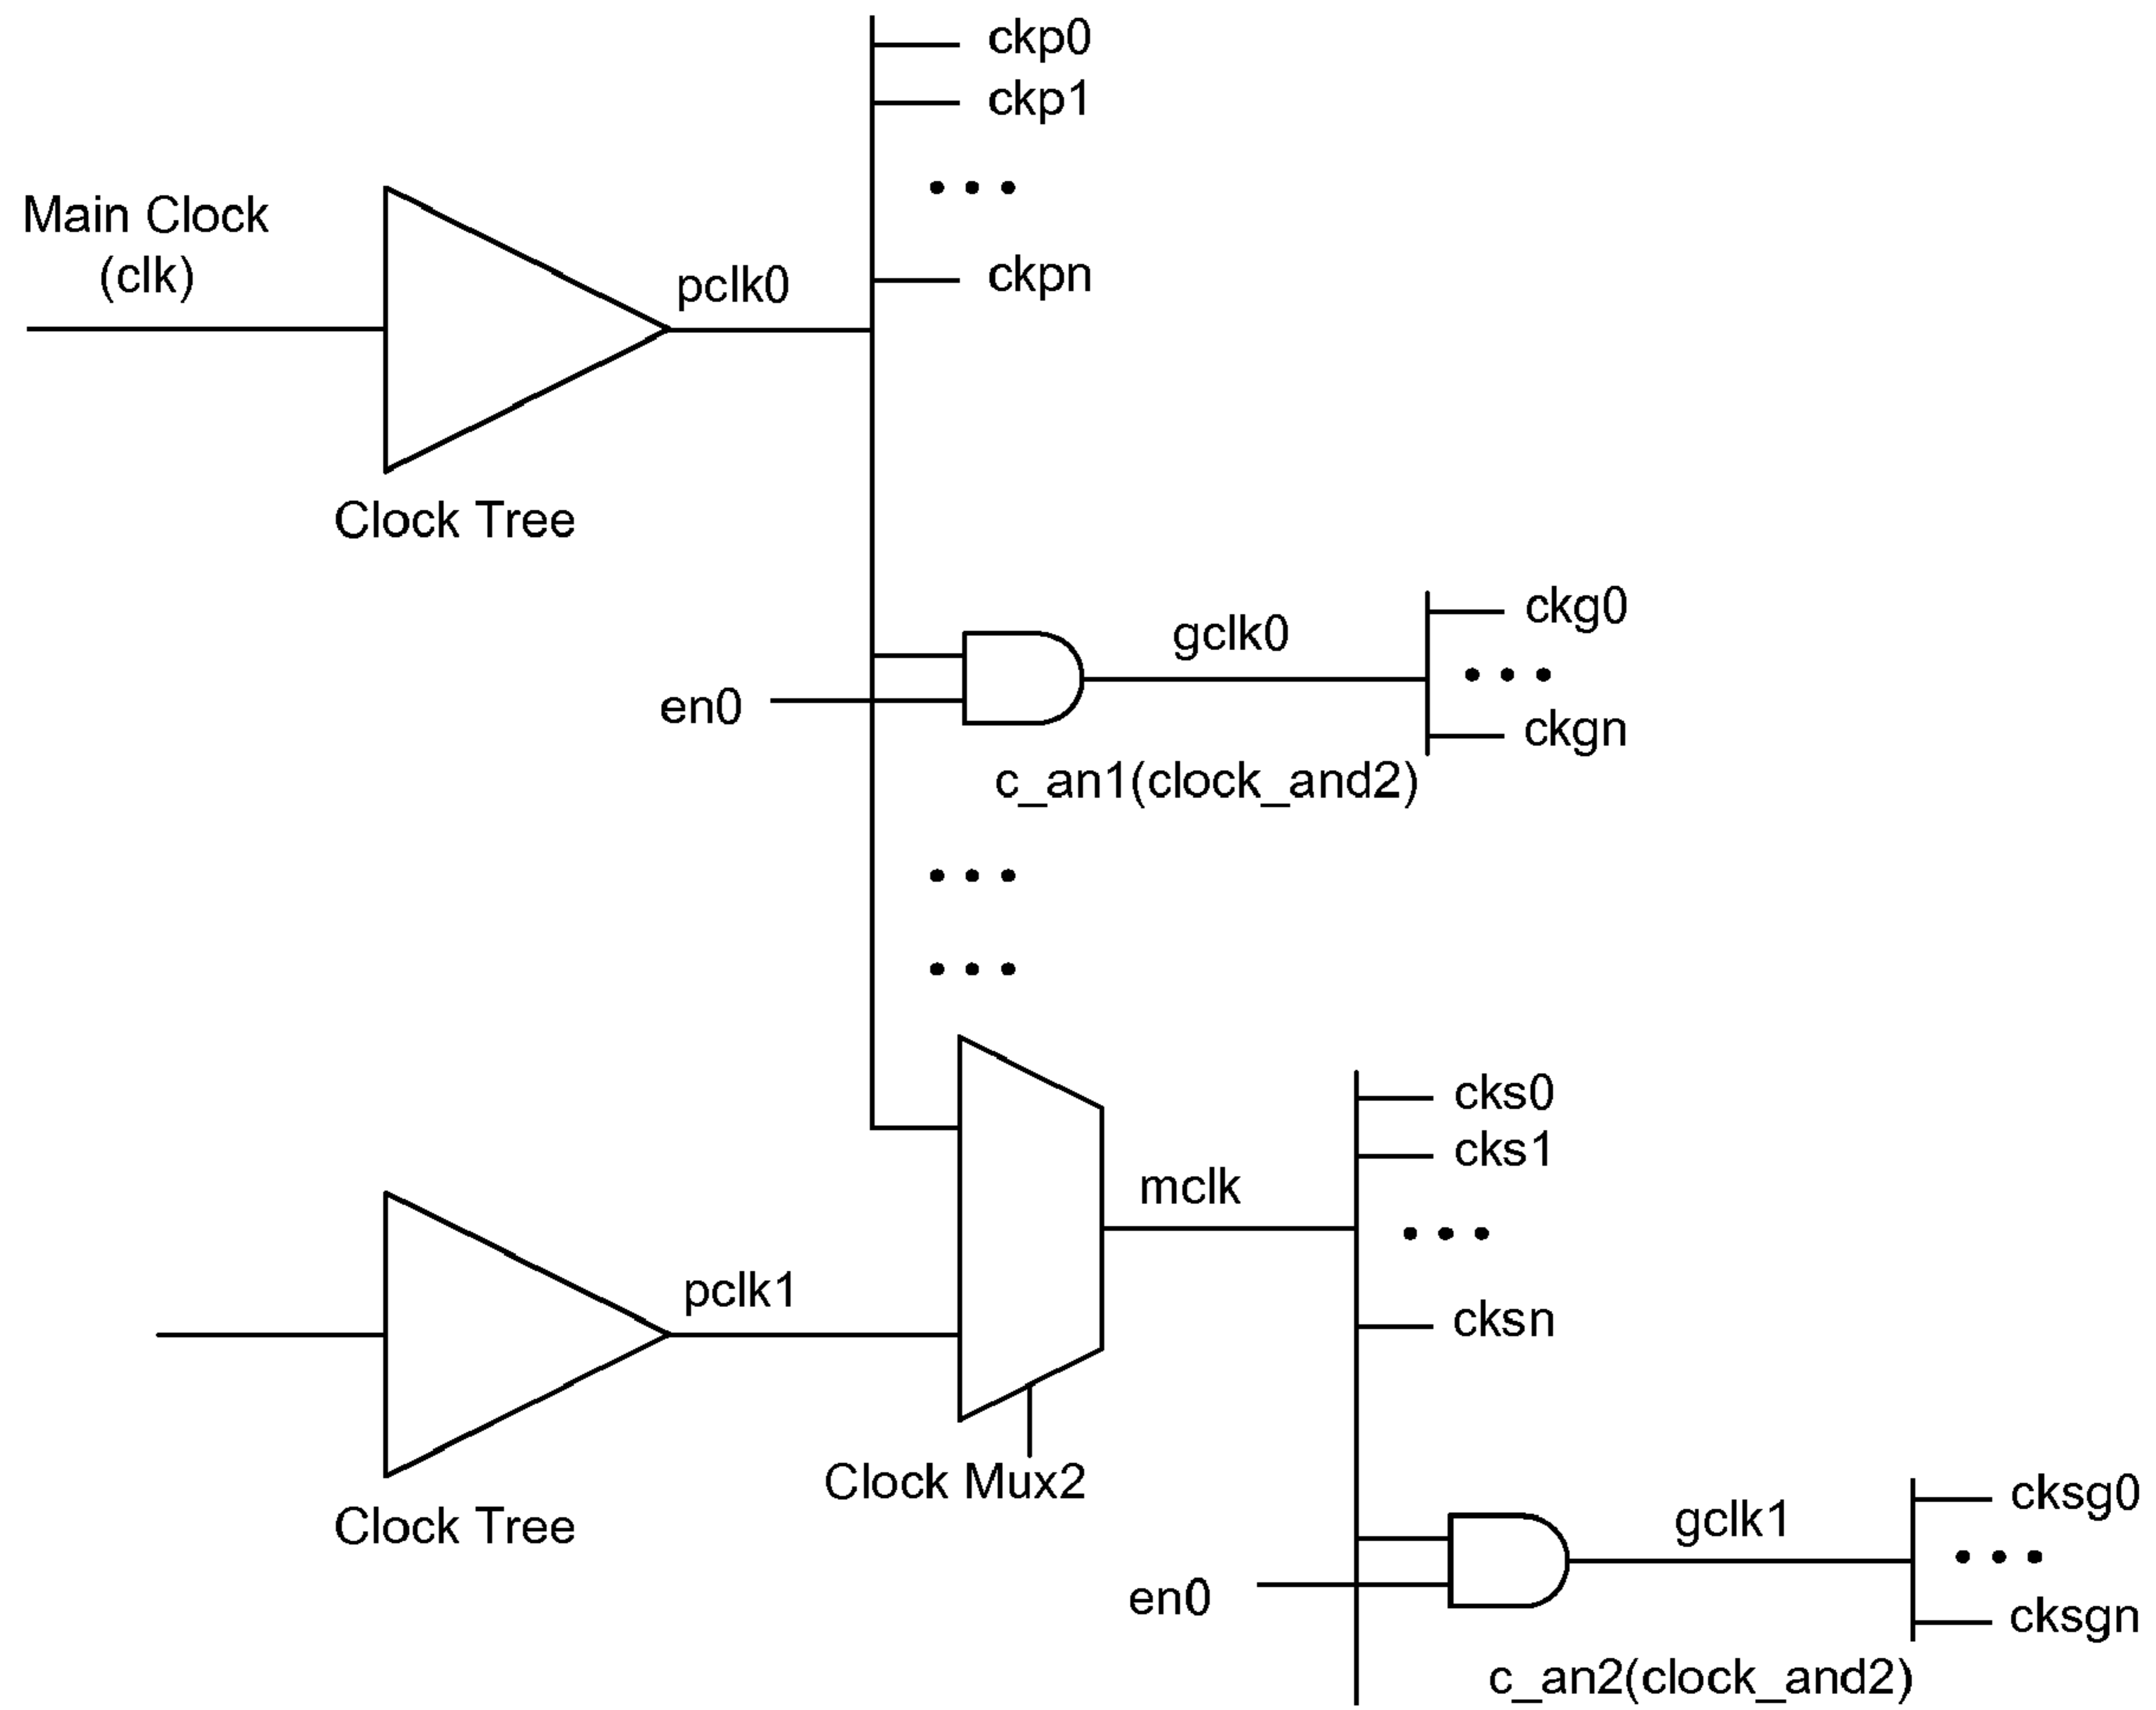 ckp0
ckp1
Main Clock
(clk)
pclk0
ckpn
Clock Tree
ckg0
gclk0
en0
ckgn
c_an1(clock_and2)
cks0
cks1
mclk
pclk1
cksn
Clock Mux2
Clock Tree
cksg0
gclk1
en0
cksgn
c_an2(clock_and2)